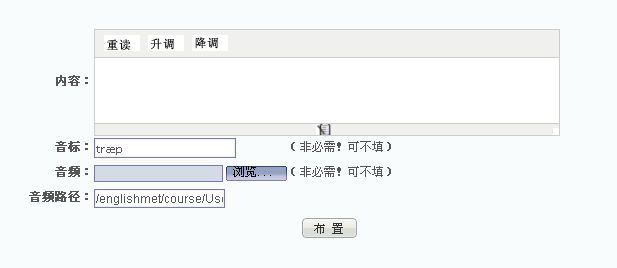 重读 升调 降调
内容：
音标： træp （非必需！可不填）
音频： 浏览... （非必需！可不填）
音频路径： /englishmet/course/Us
布 置